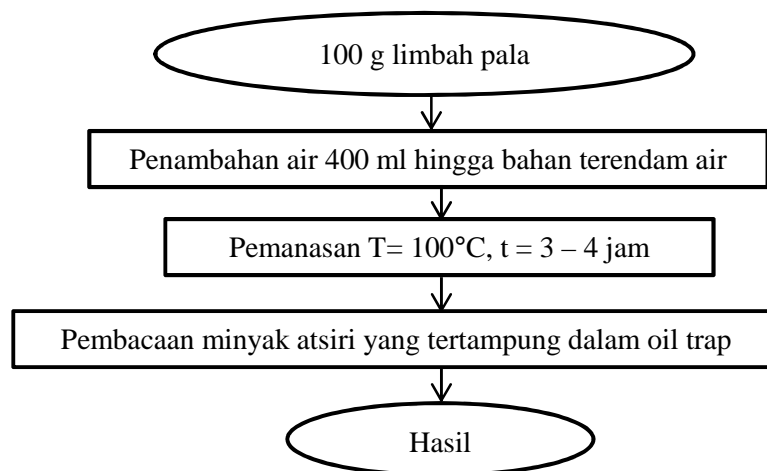 100 g limbah pala
Penambahan air 400 ml hingga bahan terendam air
Pemanasan T= 100°C, t = 3 – 4 jam
Pembacaan minyak atsiri yang tertampung dalam oil trap
Hasil